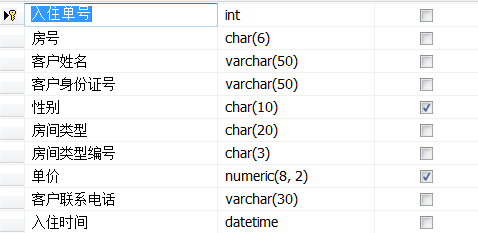 入住单号 int
房号 char(6)
客户姓名 varchar(50)
客户身份证号 varchar(50)
性别 char(10)
房间类型 char(20)
房间类型编号 char(3)
单价 numeric(8, 2)
客户联系电话 varchar(30)
入住时间 datetime